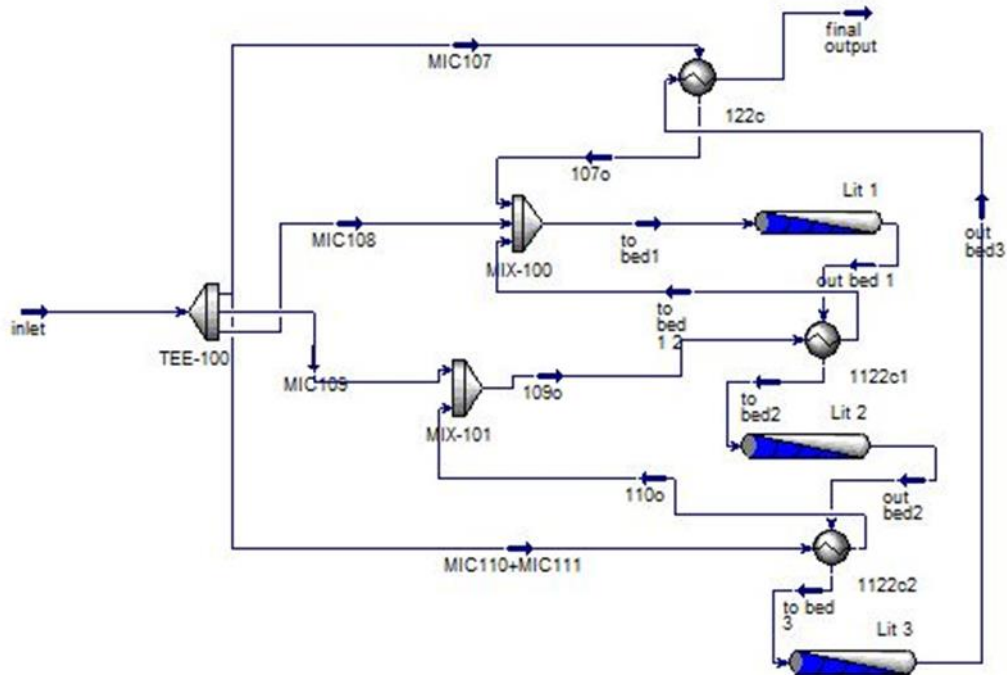 final
output
MIC107
122c
107o
Lit 1
MIC108
to
bed1
out
bed3
MIX-100
out bed 1
inlet
to
bed
1 2
TEE-100
1122c1
MIC109
109o
to
bed2
Lit 2
MIX-101
110o
out
bed2
MIC110+MIC111
1122c2
to bed
3
Lit 3